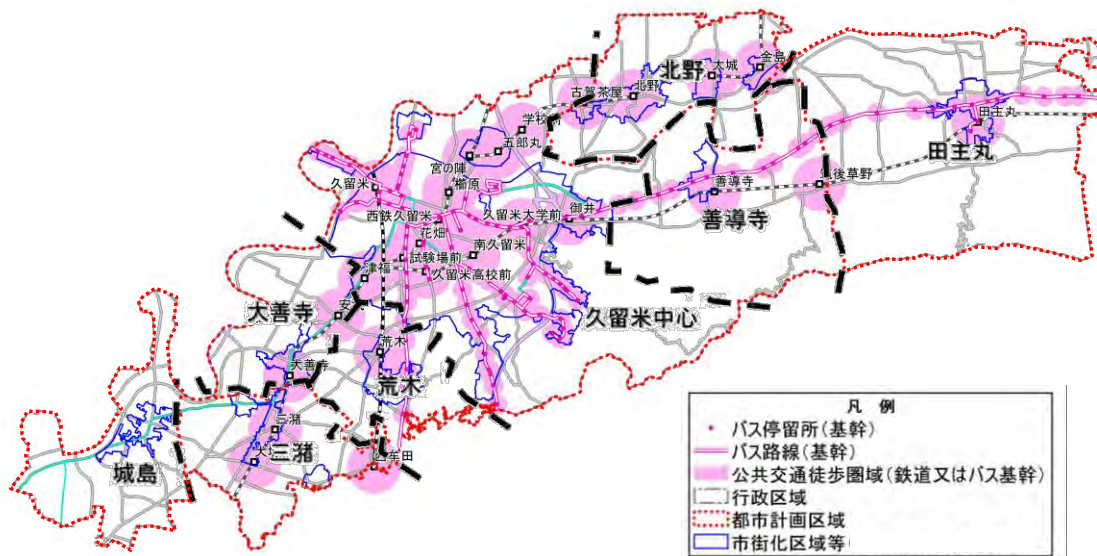 金島
大城
北野
北野
古賀茶屋
学校前
五郎丸
宮の陣
櫛原
田主丸
田主丸
筑後草野
善導寺
善導寺
久留米
西鉄久留米
久留米大学前
御井
花畑
南久留米
試験場前
久留米高校前
津福
安武
大善寺
大善寺
久留米中心
荒木
荒木
三潴
三潴
城島
凡 例
バス停留所(基幹)
バス路線(基幹)
公共交通徒歩圏域(鉄道又はバス基幹)
行政区域
都市計画区域
市街化区域等